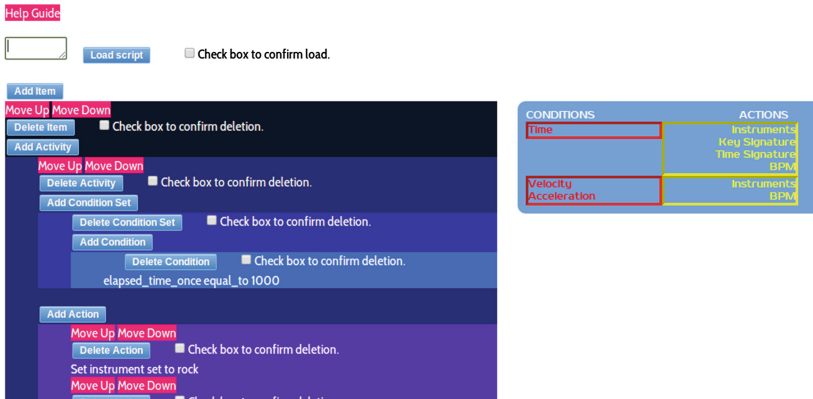 Help Guide
Load script Check box to confirm load.
Add Item
Move Up Move Down
Delete Item Check box to confirm deletion.
Add Activity
Move Up Move Down
Delete Activity Check box to confirm deletion.
Add Condition Set
Delete Condition Set Check box to confirm deletion.
Add Condition
Delete Condition Check box to confirm deletion.
elapsed_time_once equal_to 1000
Add Action
Move Up Move Down
Delete Action Check box to confirm deletion.
Set instrument set to rock
Move Up Move Down
CONDITIONS ACTIONS
Time Instruments
Key Signature
Time Signature
BPM
Velocity Instruments
Acceleration BPM